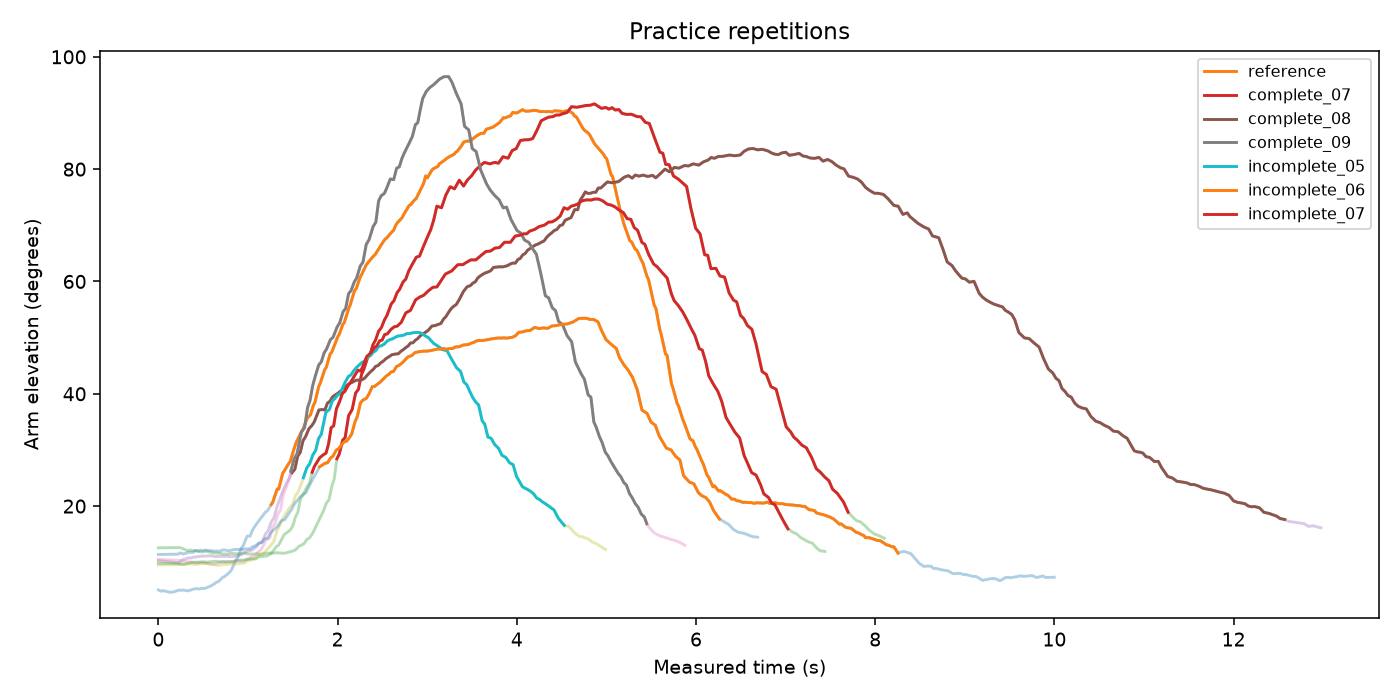 Practice repetitions
Arm elevation (degrees)
100
80
60
40
20
reference
complete_07
complete_08
complete_09
incomplete_05
incomplete_06
incomplete_07
0
2
4
6
8
10
12
Measured time (s)